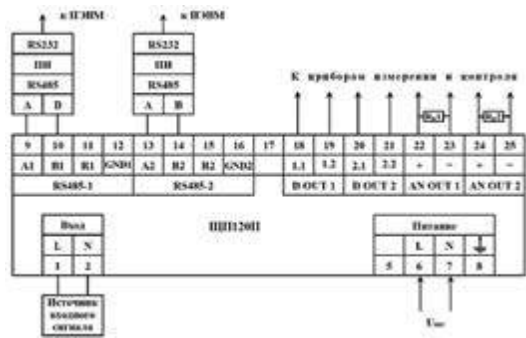 к ПЭВМ к ПЭВМ
RS232 RS232
ПИ ПИ
RS485 RS485
A B A B
К приборам измерения и контроля
9 10 11 12 13 14 15 16 17 18 19 20 21 22 23 24 25
A1 B1 R1 GND1 A2 B2 R2 GND2 1.1 1.2 2.1 2.2 + − + −
RS485-1 RS485-2 D OUT 1 D OUT 2 AN OUT 1 AN OUT 2
ЩП120П
Вход Питание
L N L N
1 2 5 6 7 8
Источник
входного
сигнала